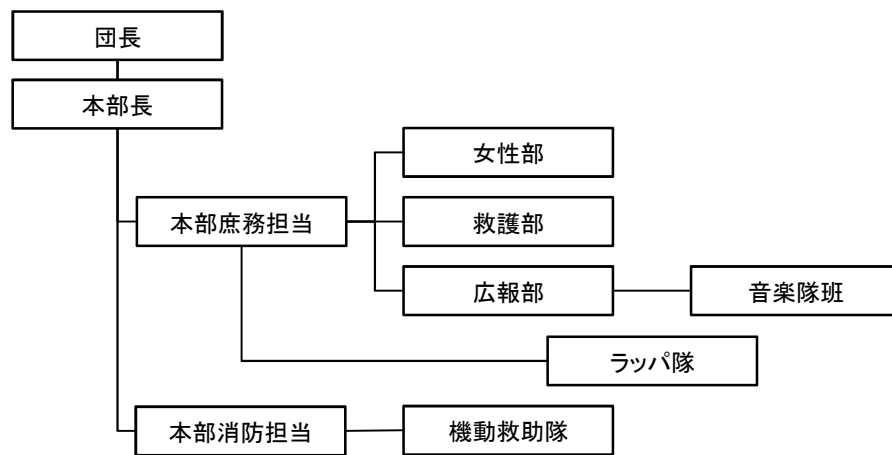 団長
本部長
女性部
本部庶務担当
救護部
広報部
音楽隊班
ラッパ隊
本部消防担当
機動救助隊